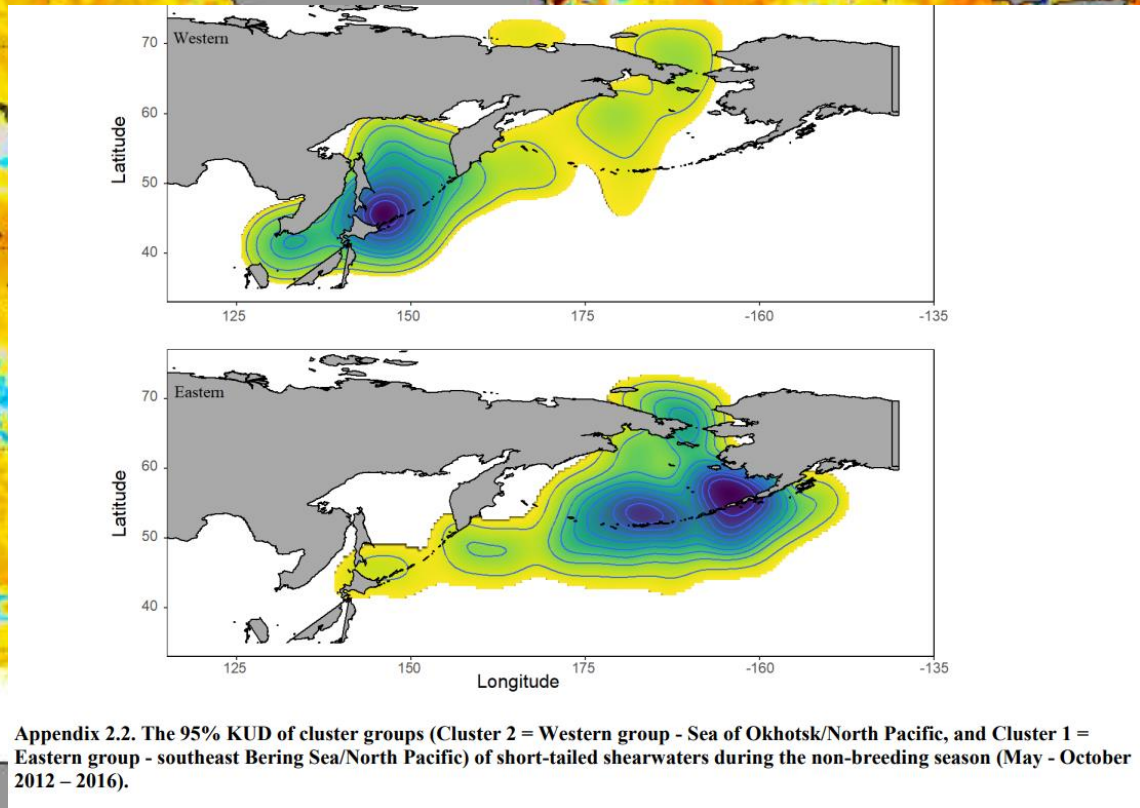 Western
70
60
50
40
Latitude
125 150 175 -160 -135
Eastern
70
60
50
40
Latitude
125 150 175 -160 -135
Longitude
Appendix 2.2. The 95% KUD of cluster groups (Cluster 2 = Western group - Sea of Okhotsk/North Pacific, and Cluster 1 =
Eastern group - southeast Bering Sea/North Pacific) of short-tailed shearwaters during the non-breeding season (May - October
2012 – 2016).